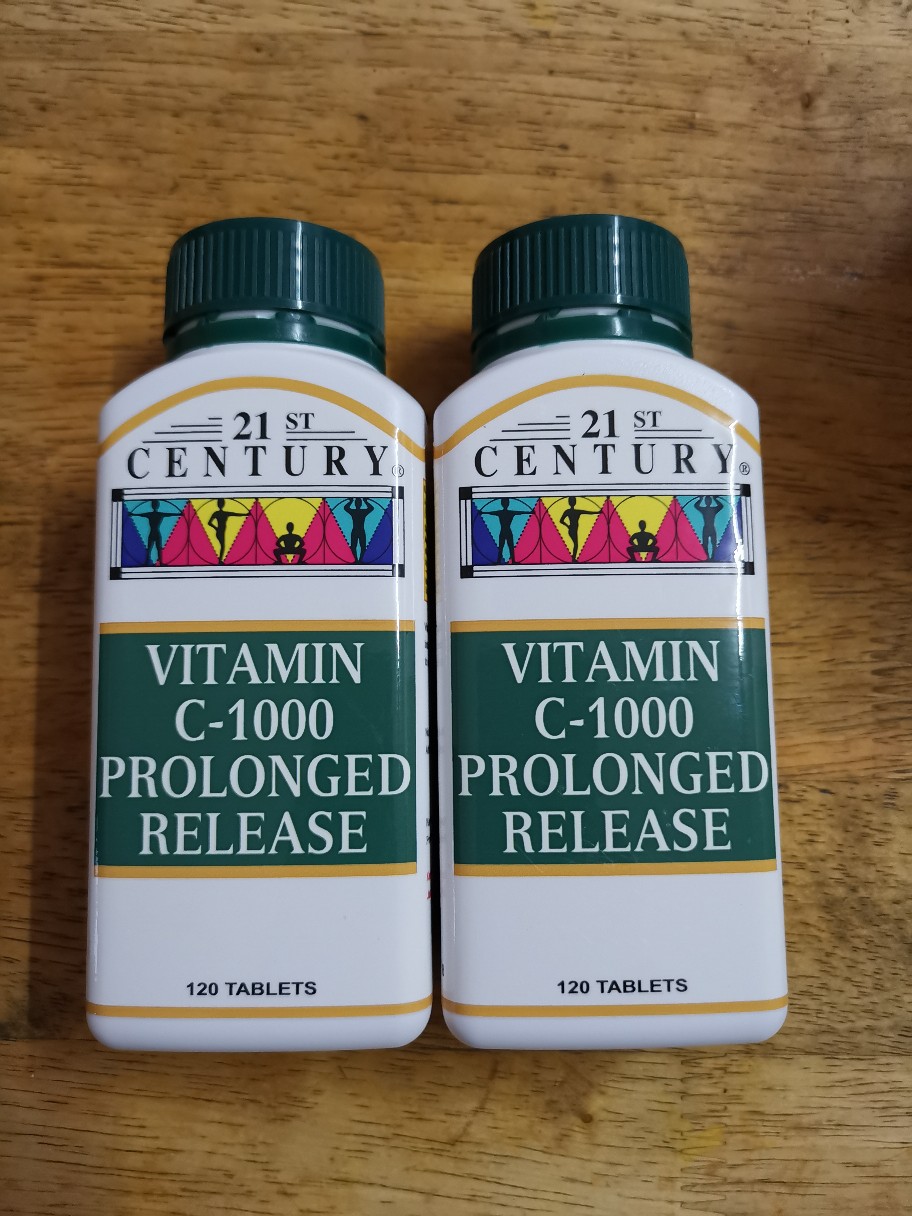 21 ST
CENTURY®
VITAMIN
C-1000
PROLONGED
RELEASE
120 TABLETS
21 ST
CENTURY®
VITAMIN
C-1000
PROLONGED
RELEASE
120 TABLETS